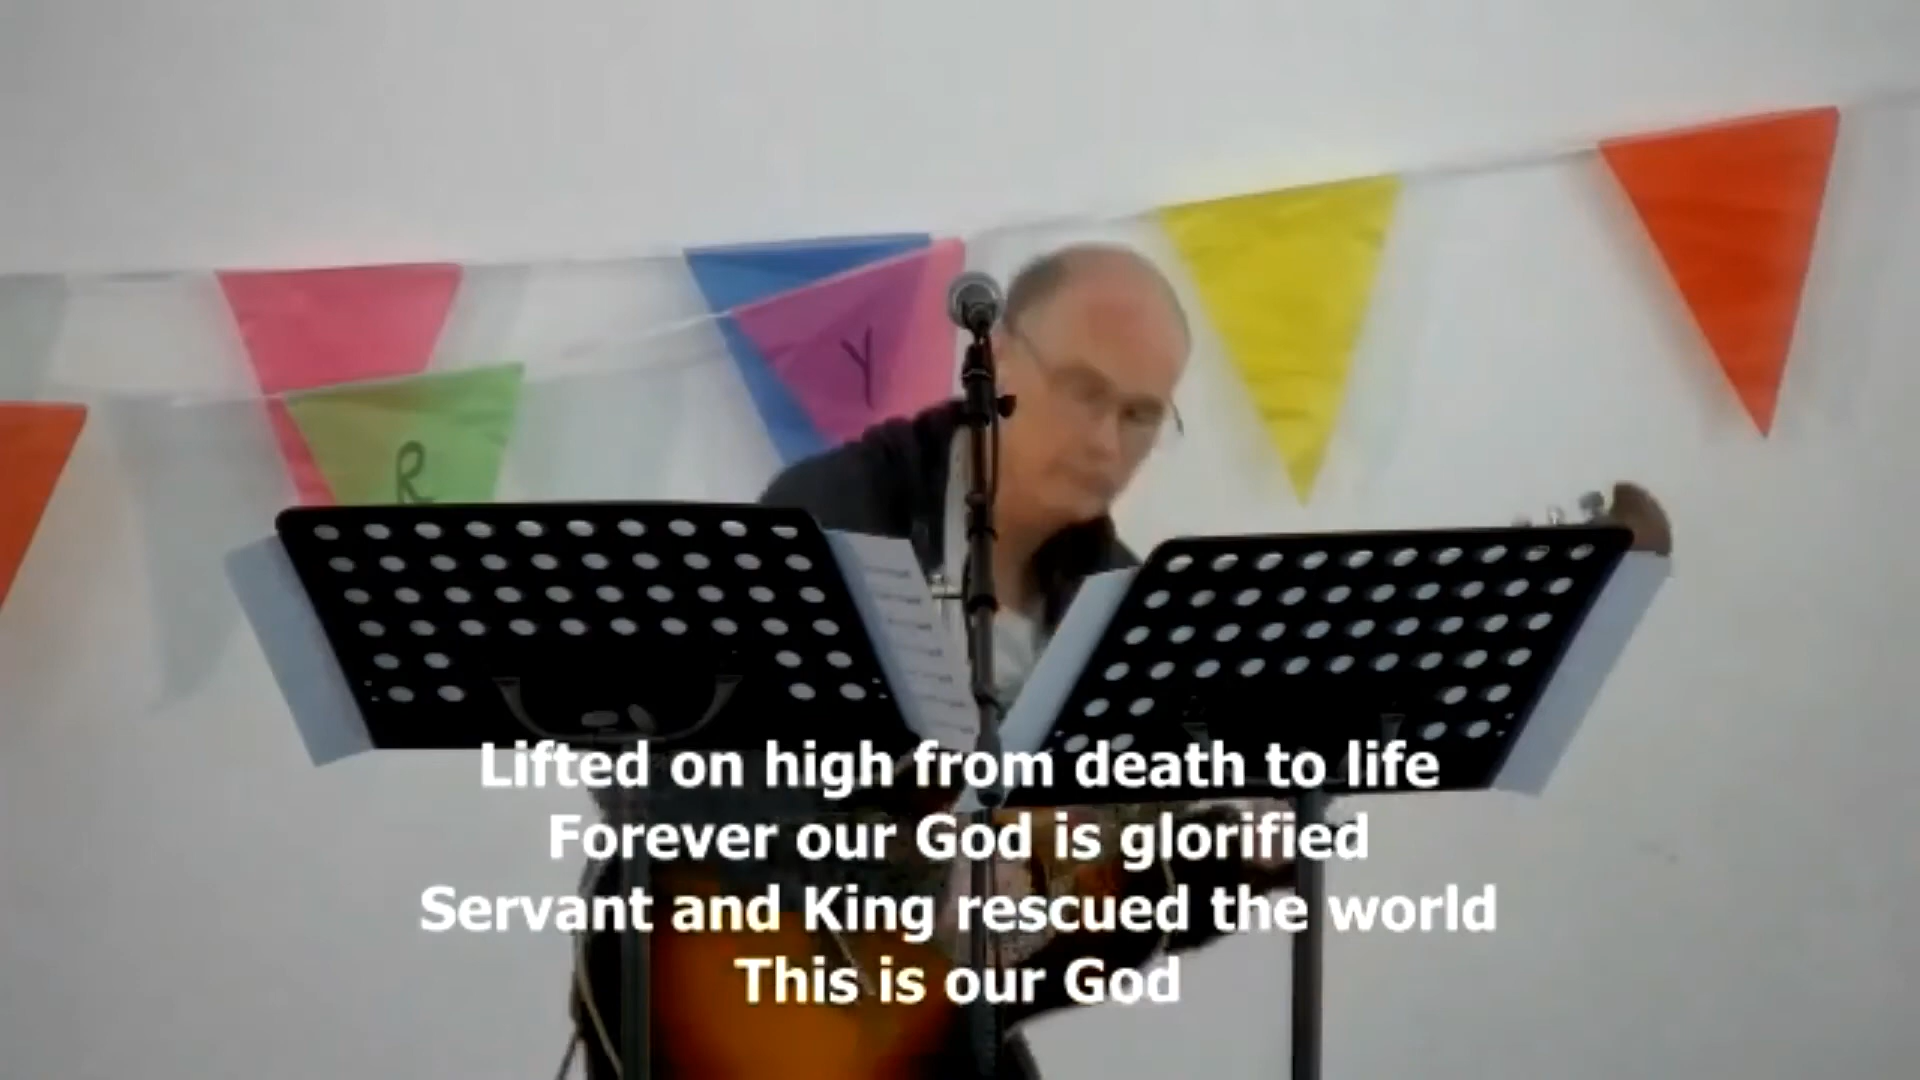 Y
R
Lifted on high from death to life
Forever our God is glorified
Servant and King rescued the world
This is our God